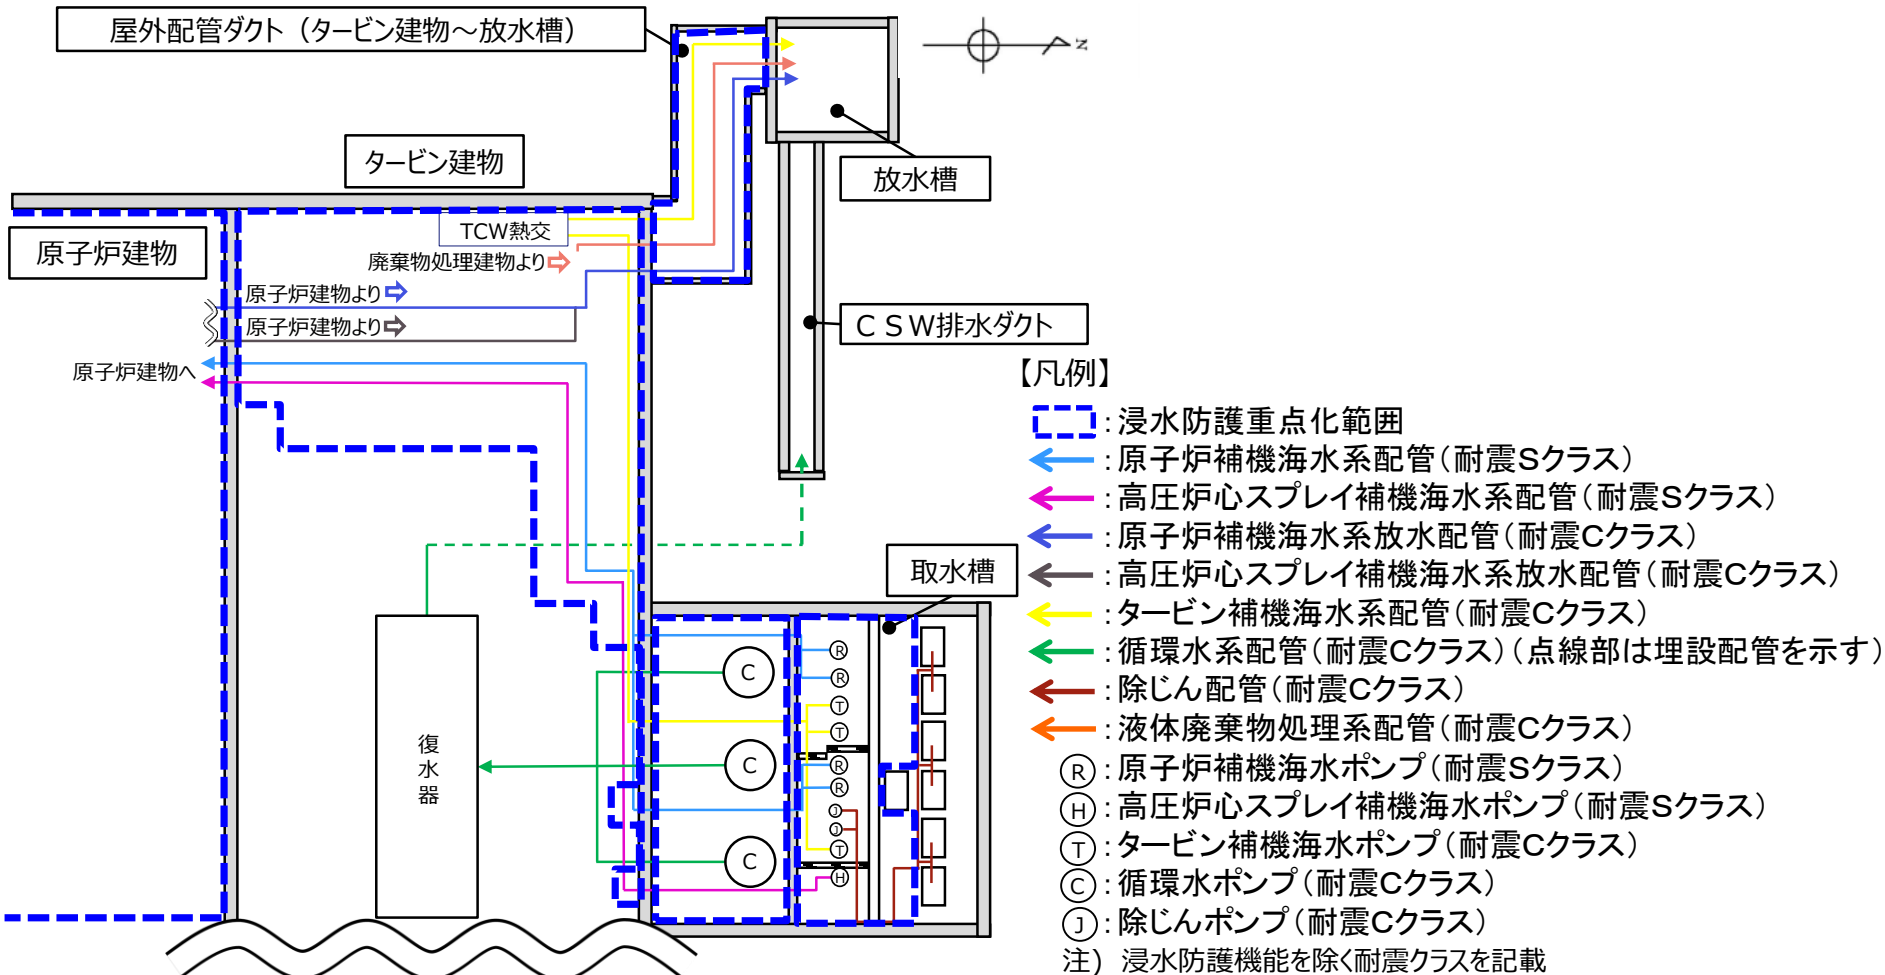 屋外配管ダクト（タービン建物～放水槽）
N
タービン建物
放水槽
原子炉建物
TCW熱交
廃棄物処理建物より
原子炉建物より
原子炉建物より
原子炉建物へ
ＣＳＷ排水ダクト
取水槽
復水器
C
C
C
R
R
T
T
R
R
J
J
T
H
【凡例】
：浸水防護重点化範囲
：原子炉補機海水系配管（耐震Sクラス）
：高圧炉心スプレイ補機海水系配管（耐震Sクラス）
：原子炉補機海水系放水配管（耐震Cクラス）
：高圧炉心スプレイ補機海水系放水配管（耐震Cクラス）
：タービン補機海水系配管（耐震Cクラス）
：循環水系配管（耐震Cクラス）（点線部は埋設配管を示す）
：除じん配管（耐震Cクラス）
：液体廃棄物処理系配管（耐震Cクラス）
R：原子炉補機海水ポンプ（耐震Sクラス）
H：高圧炉心スプレイ補機海水ポンプ（耐震Sクラス）
T：タービン補機海水ポンプ（耐震Cクラス）
C：循環水ポンプ（耐震Cクラス）
J：除じんポンプ（耐震Cクラス）
注） 浸水防護機能を除く耐震クラスを記載